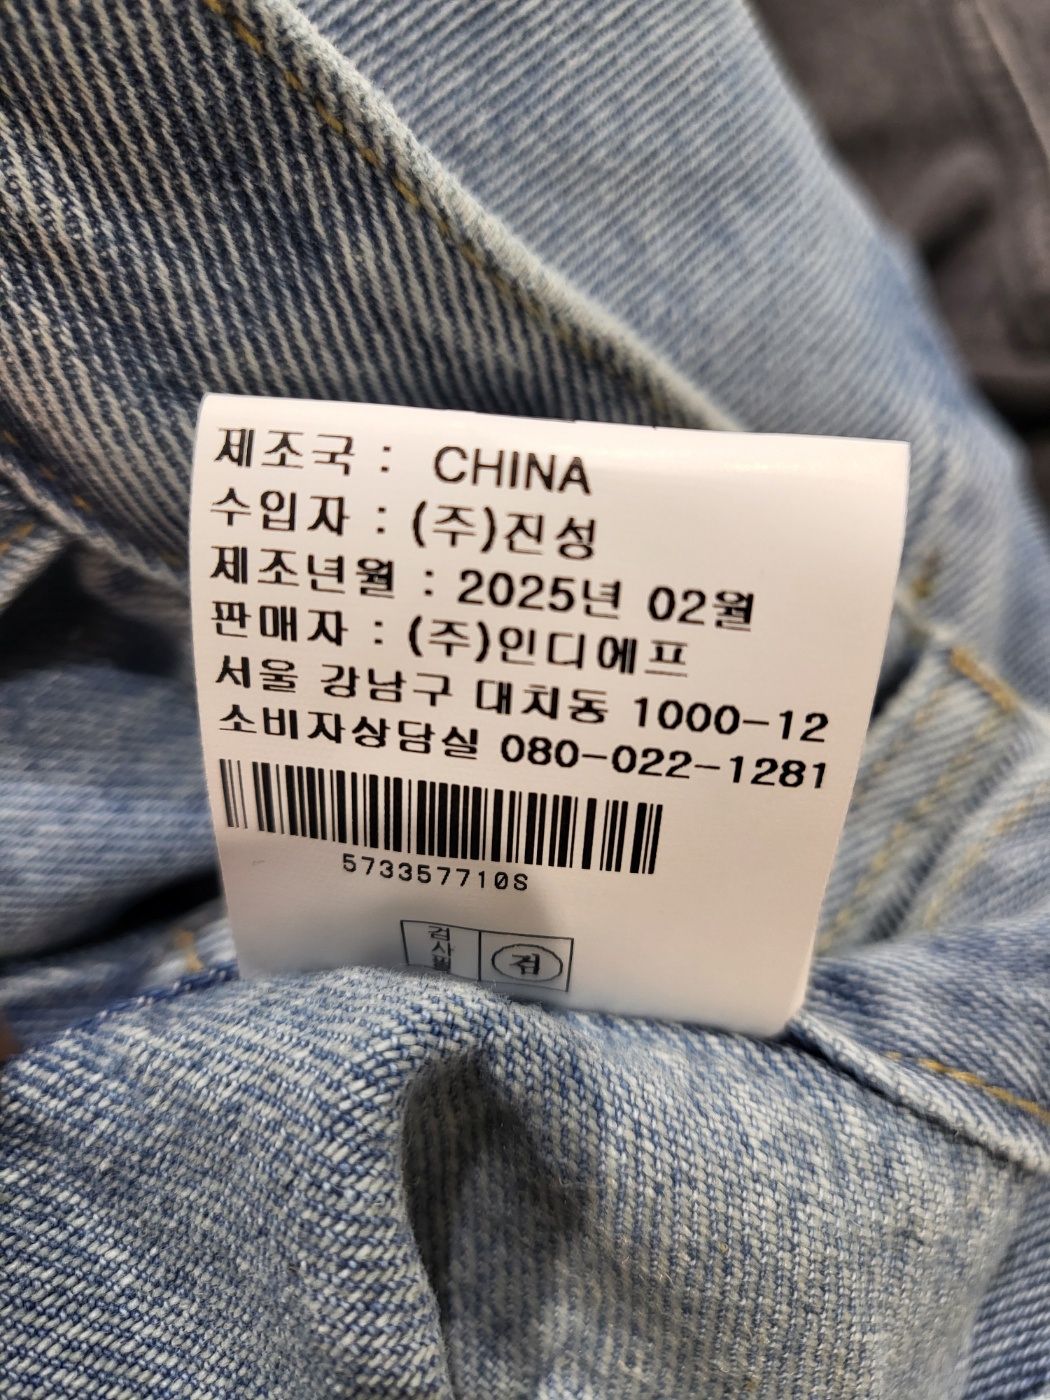 제조국 : CHINA
수입자 : (주)진성
제조년월 : 2025년 02월
판매자 : (주)인디에프
서울 강남구 대치동 1000-12
소비자상담실 080-022-1281
573357710S
검사필 검